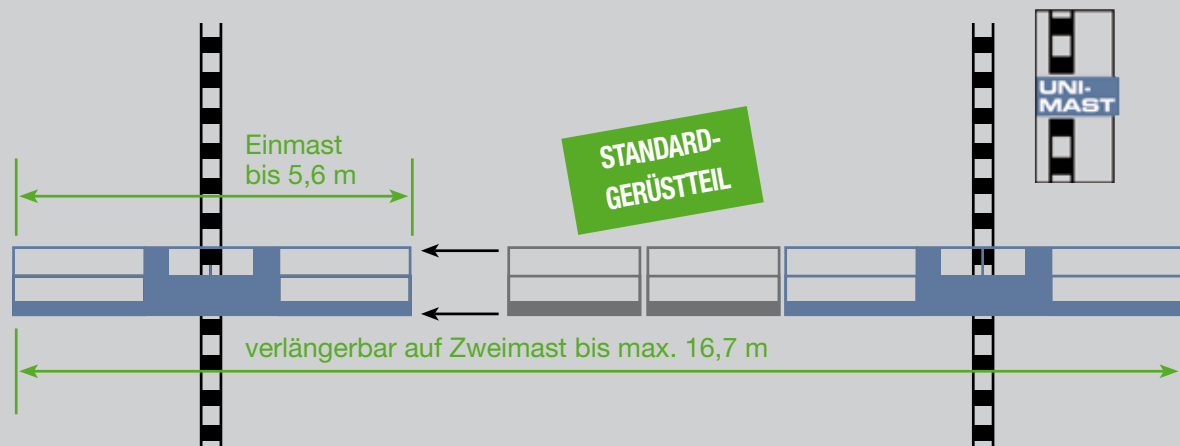 UNI-
MAST
Einmast
bis 5,6 m
STANDARD-
GERÜSTTEIL
verlängerbar auf Zweimast bis max. 16,7 m